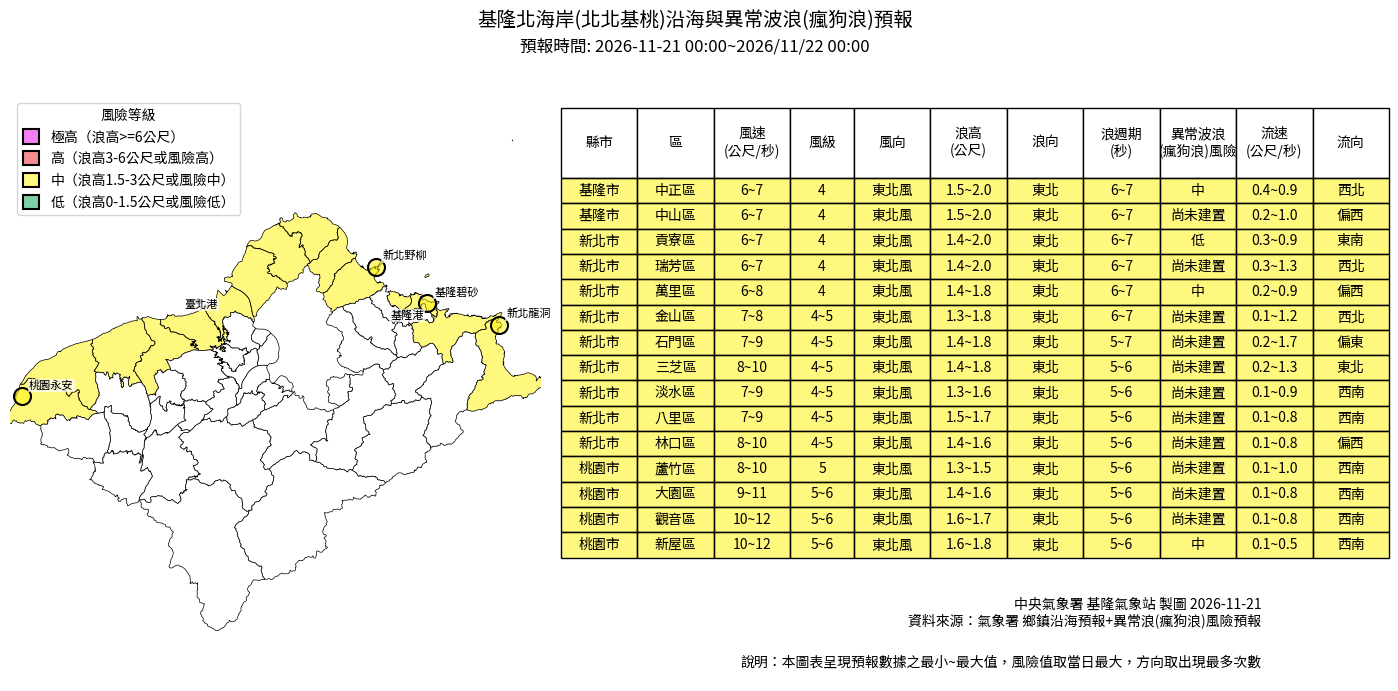 基隆北海岸(北北基桃)沿海與異常波浪(瘋狗浪)預報
預報時間: 2026-11-21 00:00~2026/11/22 00:00
風險等級
極高（浪高>=6公尺）
高（浪高3-6公尺或風險高）
中（浪高1.5-3公尺或風險中）
低（浪高0-1.5公尺或風險低）
新北野柳
基隆碧砂
臺北港
基隆港
新北龍洞
桃園永安
縣市 區 風速(公尺/秒) 風級 風向 浪高(公尺) 浪向 浪週期(秒) 異常波浪(瘋狗浪)風險 流速(公尺/秒) 流向
基隆市 中正區 6~7 4 東北風 1.5~2.0 東北 6~7 中 0.4~0.9 西北
基隆市 中山區 6~7 4 東北風 1.5~2.0 東北 6~7 尚未建置 0.2~1.0 偏西
新北市 貢寮區 6~7 4 東北風 1.4~2.0 東北 6~7 低 0.3~0.9 東南
新北市 瑞芳區 6~7 4 東北風 1.4~2.0 東北 6~7 尚未建置 0.3~1.3 西北
新北市 萬里區 6~8 4 東北風 1.4~1.8 東北 6~7 中 0.2~0.9 偏西
新北市 金山區 7~8 4~5 東北風 1.3~1.8 東北 6~7 尚未建置 0.1~1.2 西北
新北市 石門區 7~9 4~5 東北風 1.4~1.8 東北 5~7 尚未建置 0.2~1.7 偏東
新北市 三芝區 8~10 4~5 東北風 1.4~1.8 東北 5~6 尚未建置 0.2~1.3 東北
新北市 淡水區 7~9 4~5 東北風 1.3~1.6 東北 5~6 尚未建置 0.1~0.9 西南
新北市 八里區 7~9 4~5 東北風 1.5~1.7 東北 5~6 尚未建置 0.1~0.8 西南
新北市 林口區 8~10 4~5 東北風 1.4~1.6 東北 5~6 尚未建置 0.1~0.8 偏西
桃園市 蘆竹區 8~10 5 東北風 1.3~1.5 東北 5~6 尚未建置 0.1~1.0 西南
桃園市 大園區 9~11 5~6 東北風 1.4~1.6 東北 5~6 尚未建置 0.1~0.8 西南
桃園市 觀音區 10~12 5~6 東北風 1.6~1.7 東北 5~6 尚未建置 0.1~0.8 西南
桃園市 新屋區 10~12 5~6 東北風 1.6~1.8 東北 5~6 中 0.1~0.5 西南
中央氣象署 基隆氣象站 製圖 2026-11-21
資料來源：氣象署 鄉鎮沿海預報+異常浪(瘋狗浪)風險預報
說明：本圖表呈現預報數據之最小~最大值，風險值取當日最大，方向取出現最多次數